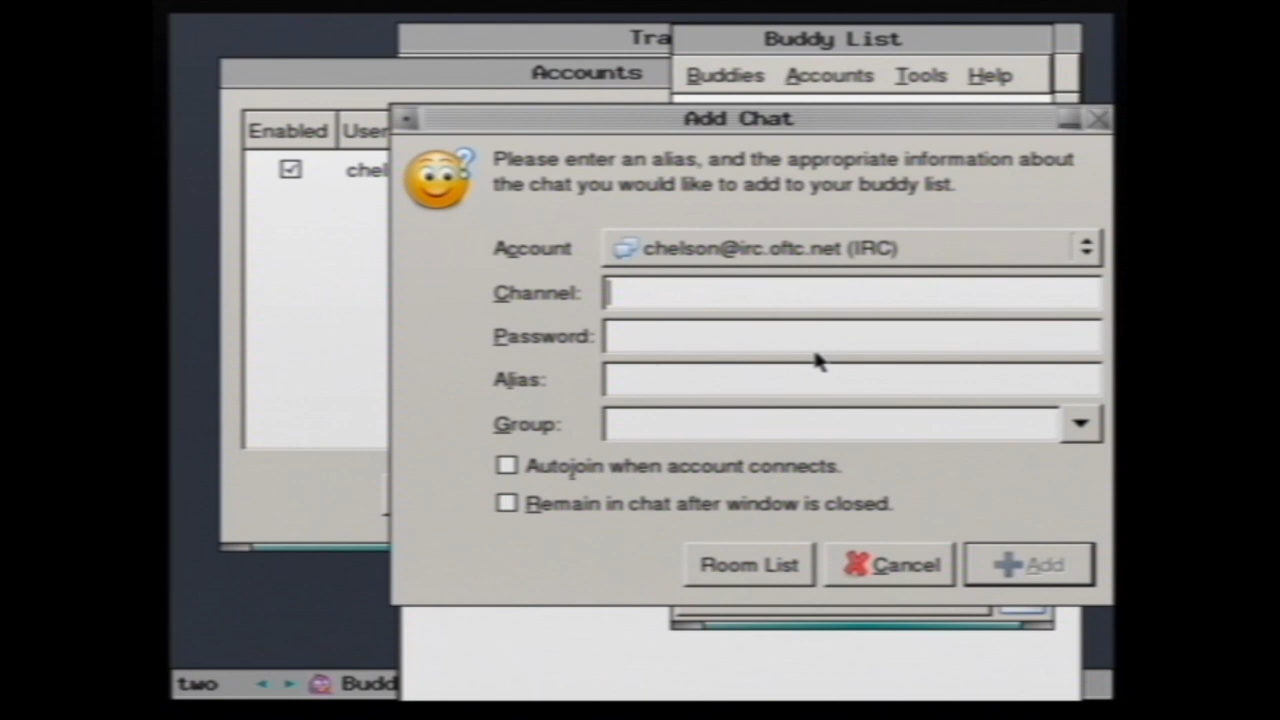 Tra
Buddy List
Accounts
Buddies Accounts Tools Help
Add Chat
Enabled User
chel
Please enter an alias, and the appropriate information about
the chat you would like to add to your buddy list.
Account chelson@irc.oftc.net (IRC)
Channel:
Password:
Alias:
Group:
Autojoin when account connects.
Remain in chat after window is closed.
Room List Cancel Add
two Budd